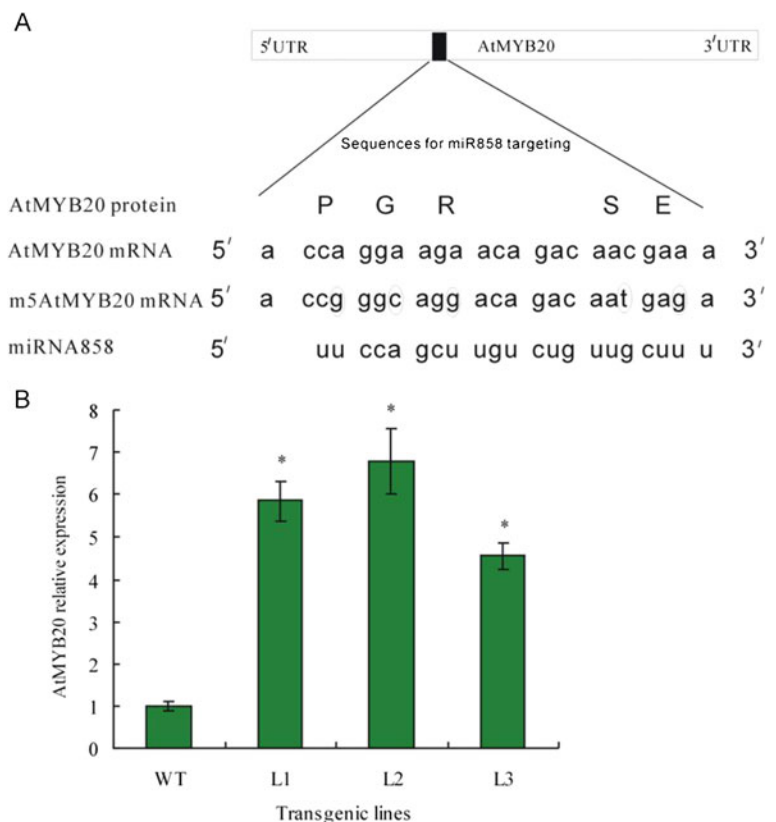 A
5'UTR AtMYB20 3'UTR
Sequences for miR858 targeting
AtMYB20 protein P G R S E
AtMYB20 mRNA 5' a cca gga aga aca gac aac gaa a 3'
m5AtMYB20 mRNA 5' a ccg ggc agg aca gac aat gag a 3'
miRNA858 5' uu cca gcu ugu cug uug cuu u 3'
B
AtMYB20 relative expression
8
7
6
5
4
3
2
1
0
* * *
WT L1 L2 L3
Transgenic lines